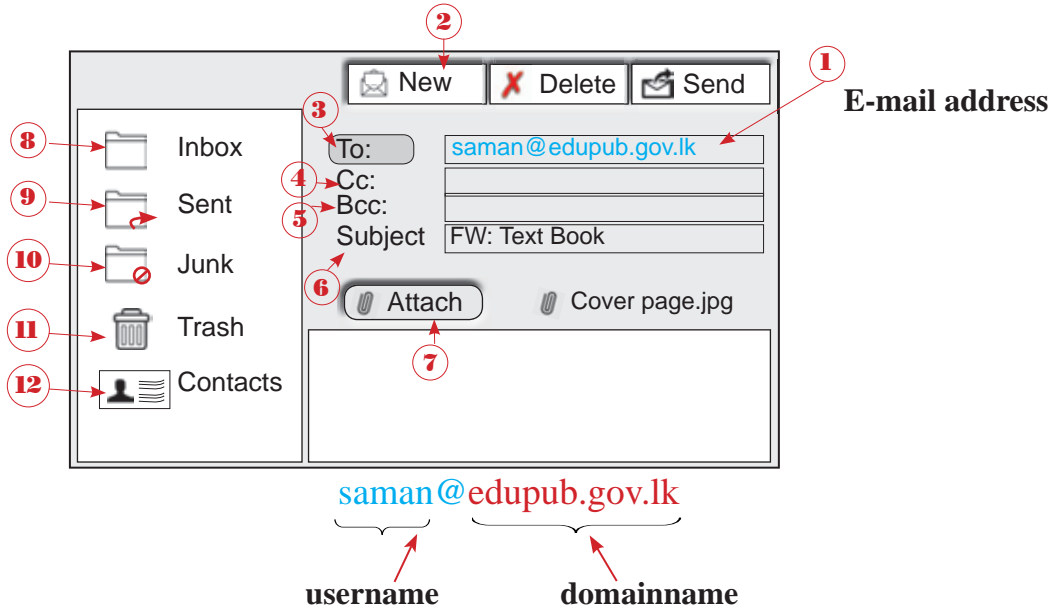 2
1
New Delete Send
E-mail address
3
8 Inbox To: saman@edupub.gov.lk
4 Cc:
9 Sent 5 Bcc:
Subject FW: Text Book
10 Junk
6
Attach Cover page.jpg
11 Trash
7
12 Contacts
saman@edupub.gov.lk
username domainname